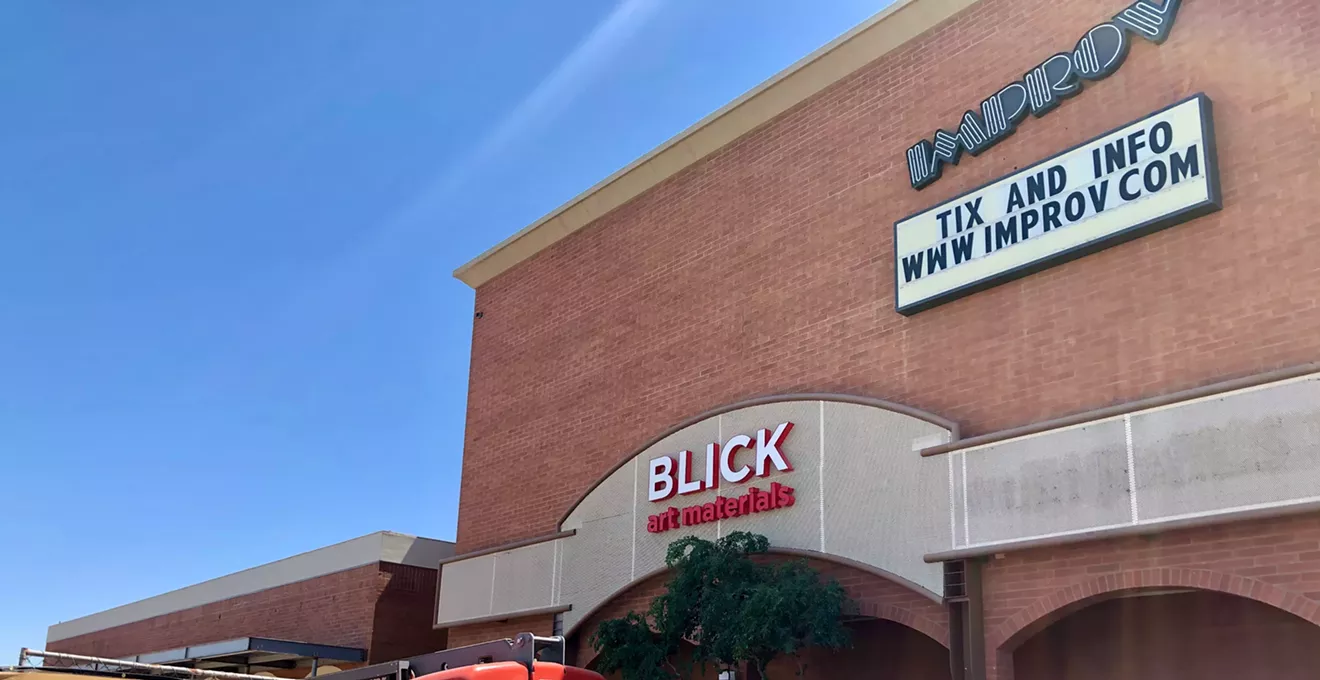 IMPROV
TIX AND INFO
WWW IMPROV COM
BLICK
art materials